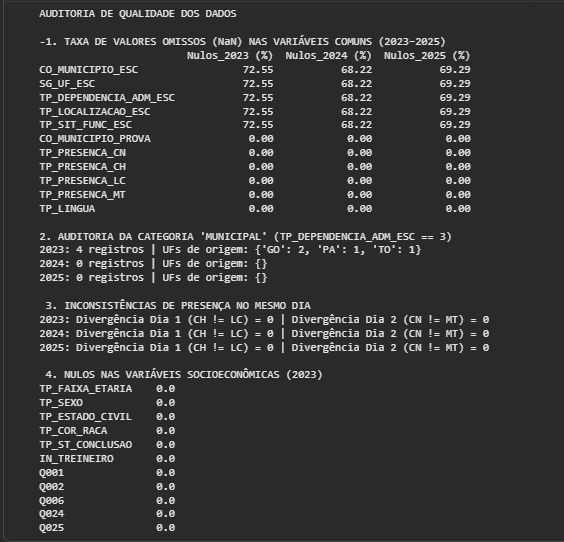 AUDITORIA DE QUALIDADE DOS DADOS
-1. TAXA DE VALORES OMISSOS (NaN) NAS VARIÁVEIS COMUNS (2023–2025)
Nulos_2023 (%) Nulos_2024 (%) Nulos_2025 (%)
CO_MUNICIPIO_ESC 72.55 68.22 69.29
SG_UF_ESC 72.55 68.22 69.29
TP_DEPENDENCIA_ADM_ESC 72.55 68.22 69.29
TP_LOCALIZACAO_ESC 72.55 68.22 69.29
TP_SIT_FUNC_ESC 72.55 68.22 69.29
CO_MUNICIPIO_PROVA 0.00 0.00 0.00
TP_PRESENCA_CN 0.00 0.00 0.00
TP_PRESENCA_CH 0.00 0.00 0.00
TP_PRESENCA_LC 0.00 0.00 0.00
TP_PRESENCA_MT 0.00 0.00 0.00
TP_LINGUA 0.00 0.00 0.00
2. AUDITORIA DA CATEGORIA 'MUNICIPAL' (TP_DEPENDENCIA_ADM_ESC == 3)
2023: 4 registros | UFs de origem: {'GO': 2, 'PA': 1, 'TO': 1}
2024: 0 registros | UFs de origem: {}
2025: 0 registros | UFs de origem: {}
3. INCONSISTÊNCIAS DE PRESENÇA NO MESMO DIA
2023: Divergência Dia 1 (CH != LC) = 0 | Divergência Dia 2 (CN != MT) = 0
2024: Divergência Dia 1 (CH != LC) = 0 | Divergência Dia 2 (CN != MT) = 0
2025: Divergência Dia 1 (CH != LC) = 0 | Divergência Dia 2 (CN != MT) = 0
4. NULOS NAS VARIÁVEIS SOCIOECONÔMICAS (2023)
TP_FAIXA_ETARIA 0.0
TP_SEXO 0.0
TP_ESTADO_CIVIL 0.0
TP_COR_RACA 0.0
TP_ST_CONCLUSAO 0.0
IN_TREINEIRO 0.0
Q001 0.0
Q002 0.0
Q006 0.0
Q024 0.0
Q025 0.0